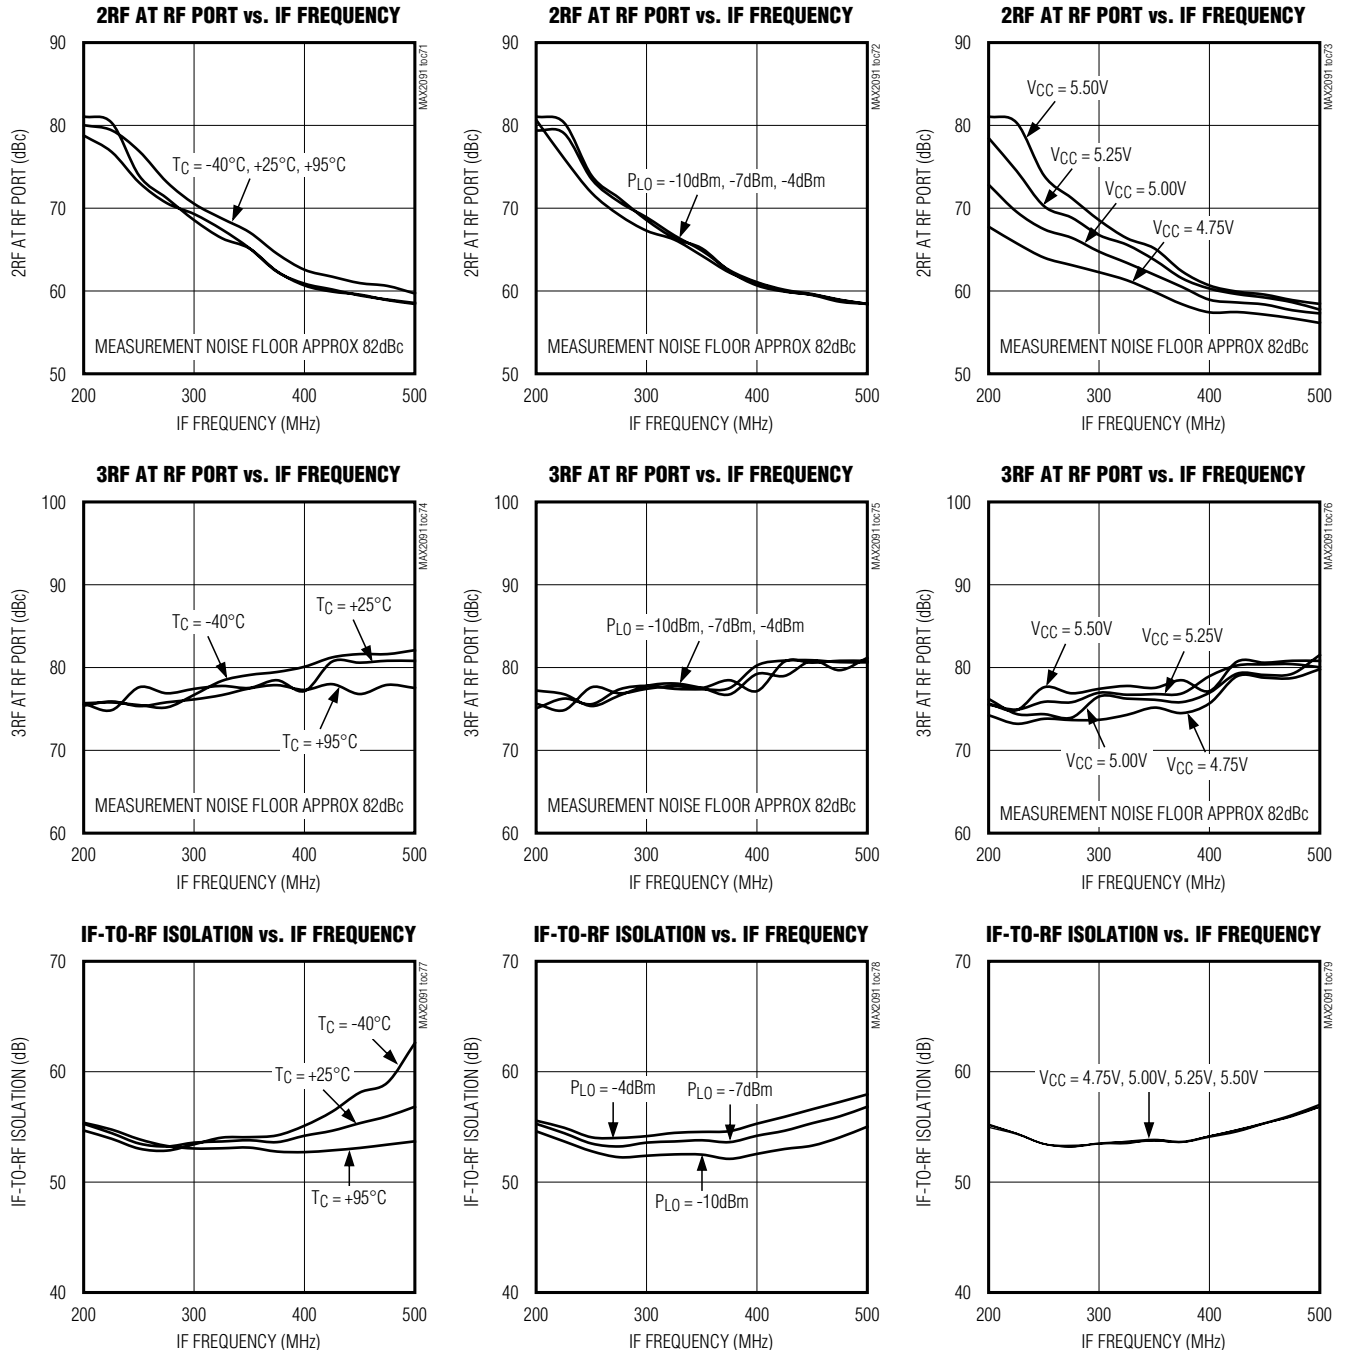 2RF AT RF PORT vs. IF FREQUENCY
90
80
70
60
50
2RF AT RF PORT (dBc)
MAX2091 toc71
TC = -40°C, +25°C, +95°C
MEASUREMENT NOISE FLOOR APPROX 82dBc
200 300 400 500
IF FREQUENCY (MHz)
2RF AT RF PORT vs. IF FREQUENCY
90
80
70
60
50
2RF AT RF PORT (dBc)
MAX2091 toc72
PLO = -10dBm, -7dBm, -4dBm
MEASUREMENT NOISE FLOOR APPROX 82dBc
200 300 400 500
IF FREQUENCY (MHz)
2RF AT RF PORT vs. IF FREQUENCY
90
80
70
60
50
2RF AT RF PORT (dBc)
MAX2091 toc73
VCC = 5.50V
VCC = 5.25V
VCC = 5.00V
VCC = 4.75V
MEASUREMENT NOISE FLOOR APPROX 82dBc
200 300 400 500
IF FREQUENCY (MHz)
3RF AT RF PORT vs. IF FREQUENCY
100
90
80
70
60
3RF AT RF PORT (dBc)
MAX2091 toc74
TC = +25°C
TC = -40°C
TC = +95°C
MEASUREMENT NOISE FLOOR APPROX 82dBc
200 300 400 500
IF FREQUENCY (MHz)
3RF AT RF PORT vs. IF FREQUENCY
100
90
80
70
60
3RF AT RF PORT (dBc)
MAX2091 toc75
PLO = -10dBm, -7dBm, -4dBm
MEASUREMENT NOISE FLOOR APPROX 82dBc
200 300 400 500
IF FREQUENCY (MHz)
3RF AT RF PORT vs. IF FREQUENCY
100
90
80
70
60
3RF AT RF PORT (dBc)
MAX2091 toc76
VCC = 5.50V
VCC = 5.25V
VCC = 5.00V
VCC = 4.75V
MEASUREMENT NOISE FLOOR APPROX 82dBc
200 300 400 500
IF FREQUENCY (MHz)
IF-TO-RF ISOLATION vs. IF FREQUENCY
70
60
50
40
IF-TO-RF ISOLATION (dB)
MAX2091 toc77
TC = -40°C
TC = +25°C
TC = +95°C
200 300 400 500
IF FREQUENCY (MHz)
IF-TO-RF ISOLATION vs. IF FREQUENCY
70
60
50
40
IF-TO-RF ISOLATION (dB)
MAX2091 toc78
PLO = -4dBm
PLO = -7dBm
PLO = -10dBm
200 300 400 500
IF FREQUENCY (MHz)
IF-TO-RF ISOLATION vs. IF FREQUENCY
70
60
50
40
IF-TO-RF ISOLATION (dB)
MAX2091 toc79
VCC = 4.75V, 5.00V, 5.25V, 5.50V
200 300 400 500
IF FREQUENCY (MHz)